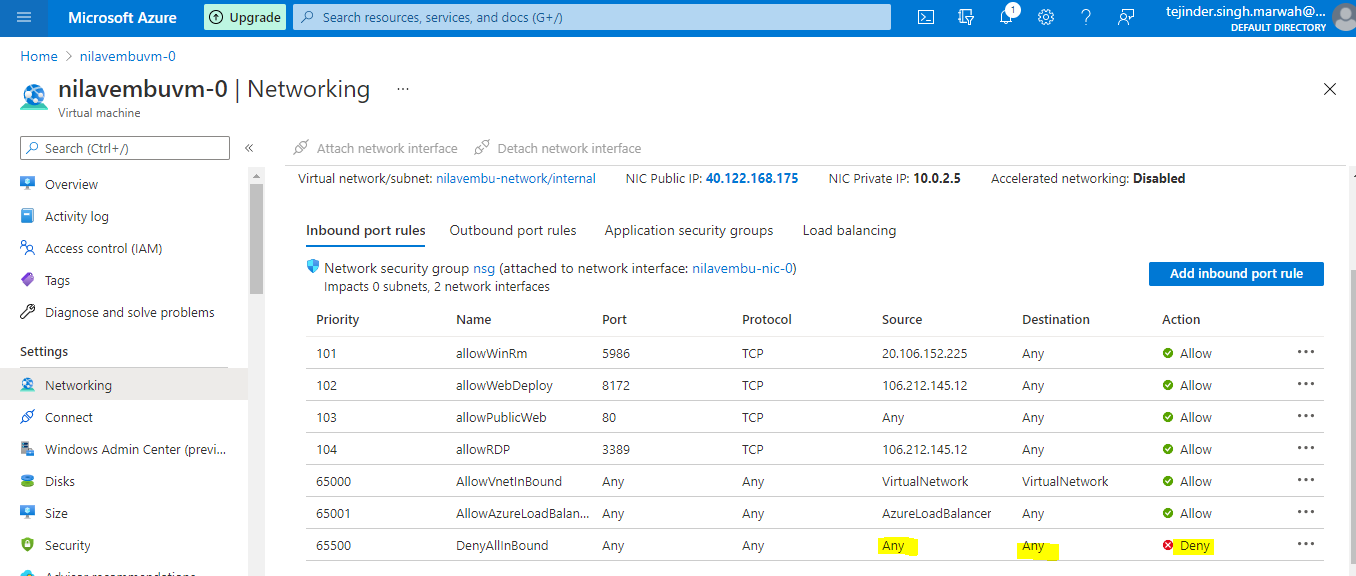 Microsoft Azure
Upgrade
Search resources, services, and docs (G+/)
1
tejinder.singh.marwah@...
DEFAULT DIRECTORY
Home > nilavembuvm-0
nilavembuvm-0 | Networking ...
Virtual machine
Search (Ctrl+/)
«
Attach network interface
Detach network interface
Overview
Activity log
Access control (IAM)
Tags
Diagnose and solve problems
Settings
Networking
Connect
Windows Admin Center (previ...
Disks
Size
Security
Advisor recommendations
Virtual network/subnet: nilavembu-network/internal NIC Public IP: 40.122.168.175 NIC Private IP: 10.0.2.5 Accelerated networking: Disabled
Inbound port rules Outbound port rules Application security groups Load balancing
Network security group nsg (attached to network interface: nilavembu-nic-0)
Impacts 0 subnets, 2 network interfaces
Add inbound port rule
Priority Name Port Protocol Source Destination Action
101 allowWinRm 5986 TCP 20.106.152.225 Any Allow ...
102 allowWebDeploy 8172 TCP 106.212.145.12 Any Allow ...
103 allowPublicWeb 80 TCP Any Any Allow ...
104 allowRDP 3389 TCP 106.212.145.12 Any Allow ...
65000 AllowVnetInBound Any Any VirtualNetwork VirtualNetwork Allow ...
65001 AllowAzureLoadBalan... Any Any AzureLoadBalancer Any Allow ...
65500 DenyAllInBound Any Any Any Any Deny ...